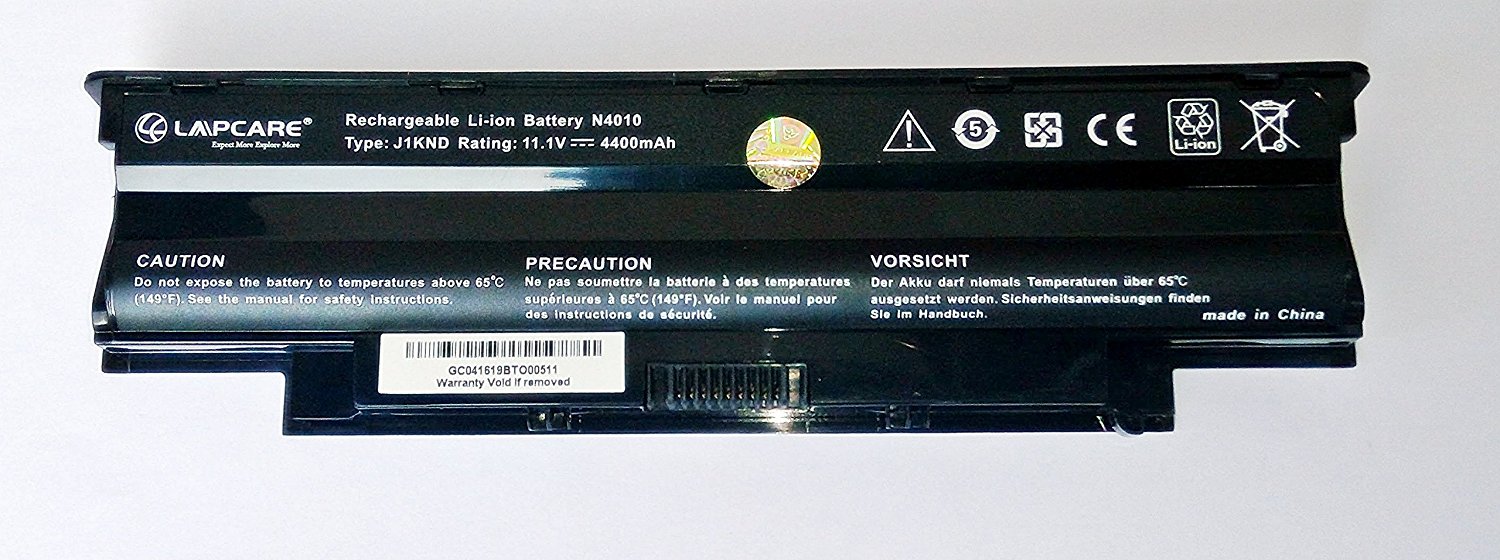 LAPCARE®
Expect More Explore More
Rechargeable Li-ion Battery N4010
Type: J1KND Rating: 11.1V 4400mAh
5
CE
Li-ion
CAUTION
Do not expose the battery to temperatures above 65°C
(149°F). See the manual for safety instructions.
PRECAUTION
Ne pas soumettre la batterie à des temperatures
supérieures à 65°C (149°F). Voir le manuel pour
des instructions de sécurité.
VORSICHT
Der Akku darf niemals Temperaturen über 65°C
ausgesetzt werden. Sicherheitsanweisungen finden
Sie im Handbuch.
made in China
GC041619BTO00511
Warranty Void if removed